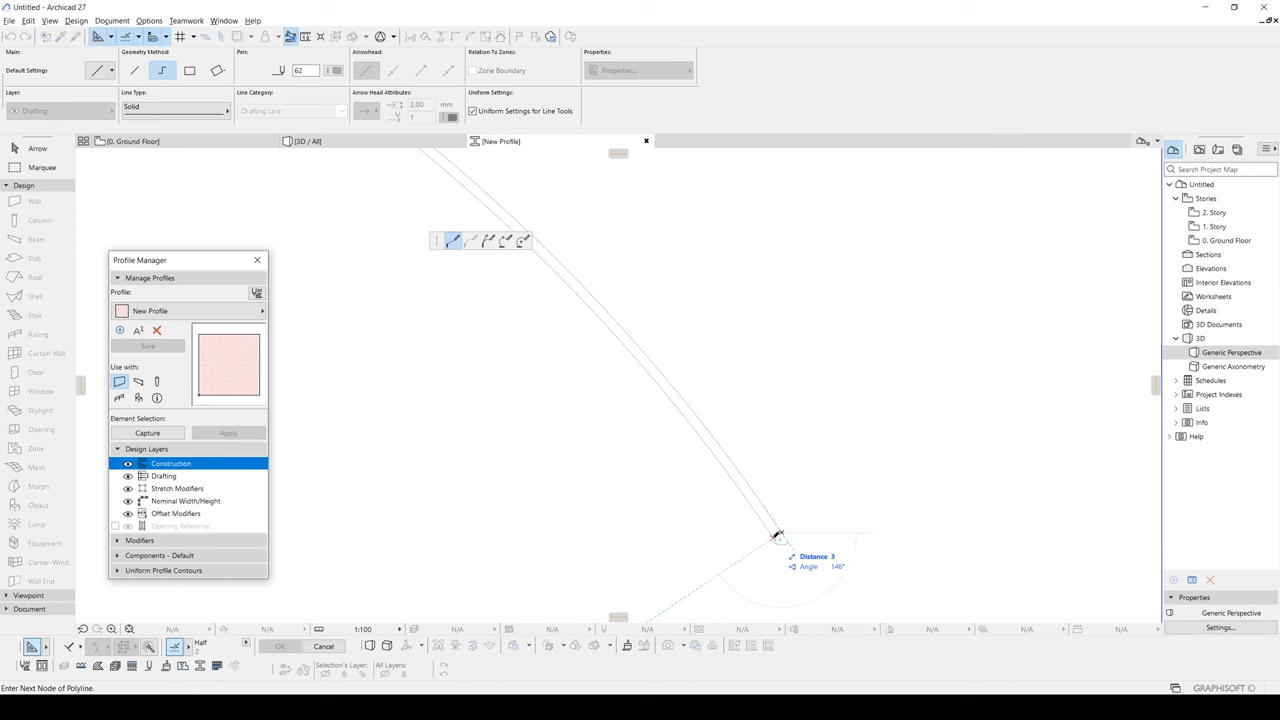 Untitled - Archicad 27
File Edit View Design Document Options Teamwork Window Help
Main: Geometry Method: Pen: Arrowhead: Relation To Zones: Properties:
Default Settings 62 Zone Boundary Properties...
Layer: Line Type: Line Category: Arrow Head Attributes: Uniform Settings:
Drafting Solid Drafting Line 2.00 mm Uniform Settings for Line Tools
1
[0. Ground Floor] [3D / All] [New Profile]
Arrow
Marquee
Design
Wall
Column
Beam
Slab
Roof
Shell
Stair
Railing
Curtain Wall
Door
Window
Skylight
Opening
Zone
Mesh
Morph
Object
Lamp
Equipment
Corner-Wind...
Wall End
Viewpoint
Document
Profile Manager
Manage Profiles
Profile:
New Profile
Save
Use with:
Element Selection:
Capture Apply
Design Layers
Construction
Drafting
Stretch Modifiers
Nominal Width/Height
Offset Modifiers
Opening Reference
Modifiers
Components - Default
Uniform Profile Contours
Distance 3
Angle 146°
Search Project Map
Untitled
Stories
2. Story
1. Story
0. Ground Floor
Sections
Elevations
Interior Elevations
Worksheets
Details
3D Documents
3D
Generic Perspective
Generic Axonometry
Schedules
Project Indexes
Lists
Info
Help
Properties
Generic Perspective
Settings...
N/A N/A 1:100 N/A N/A N/A N/A N/A N/A N/A
Half
2
OK Cancel
Selection's Layer: All Layers:
Enter Next Node of Polyline.
GRAPHISOFT ID